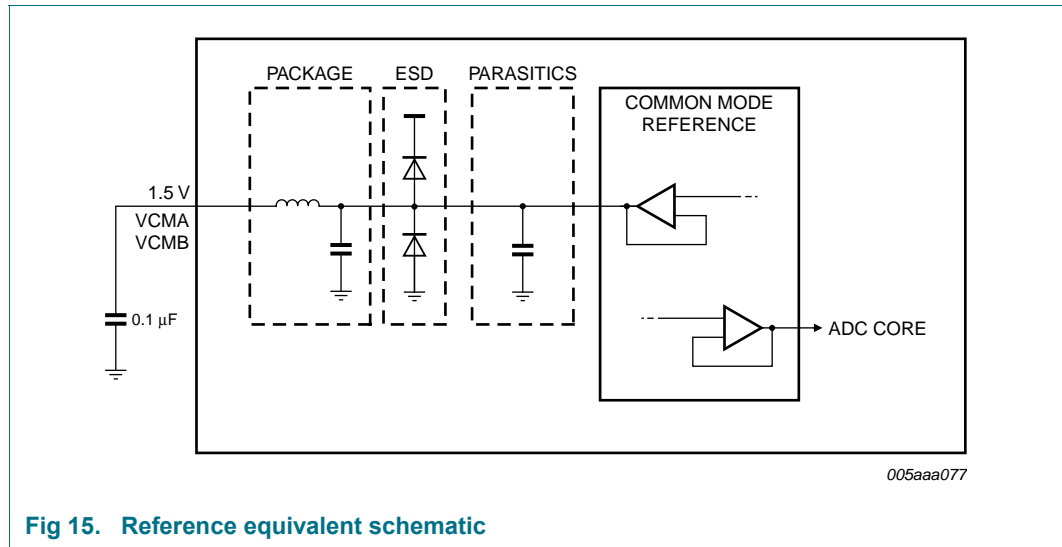 PACKAGE ESD PARASITICS
COMMON MODE
REFERENCE
1.5 V
VCMA
VCMB
0.1 μF
ADC CORE
005aaa077
Fig 15. Reference equivalent schematic